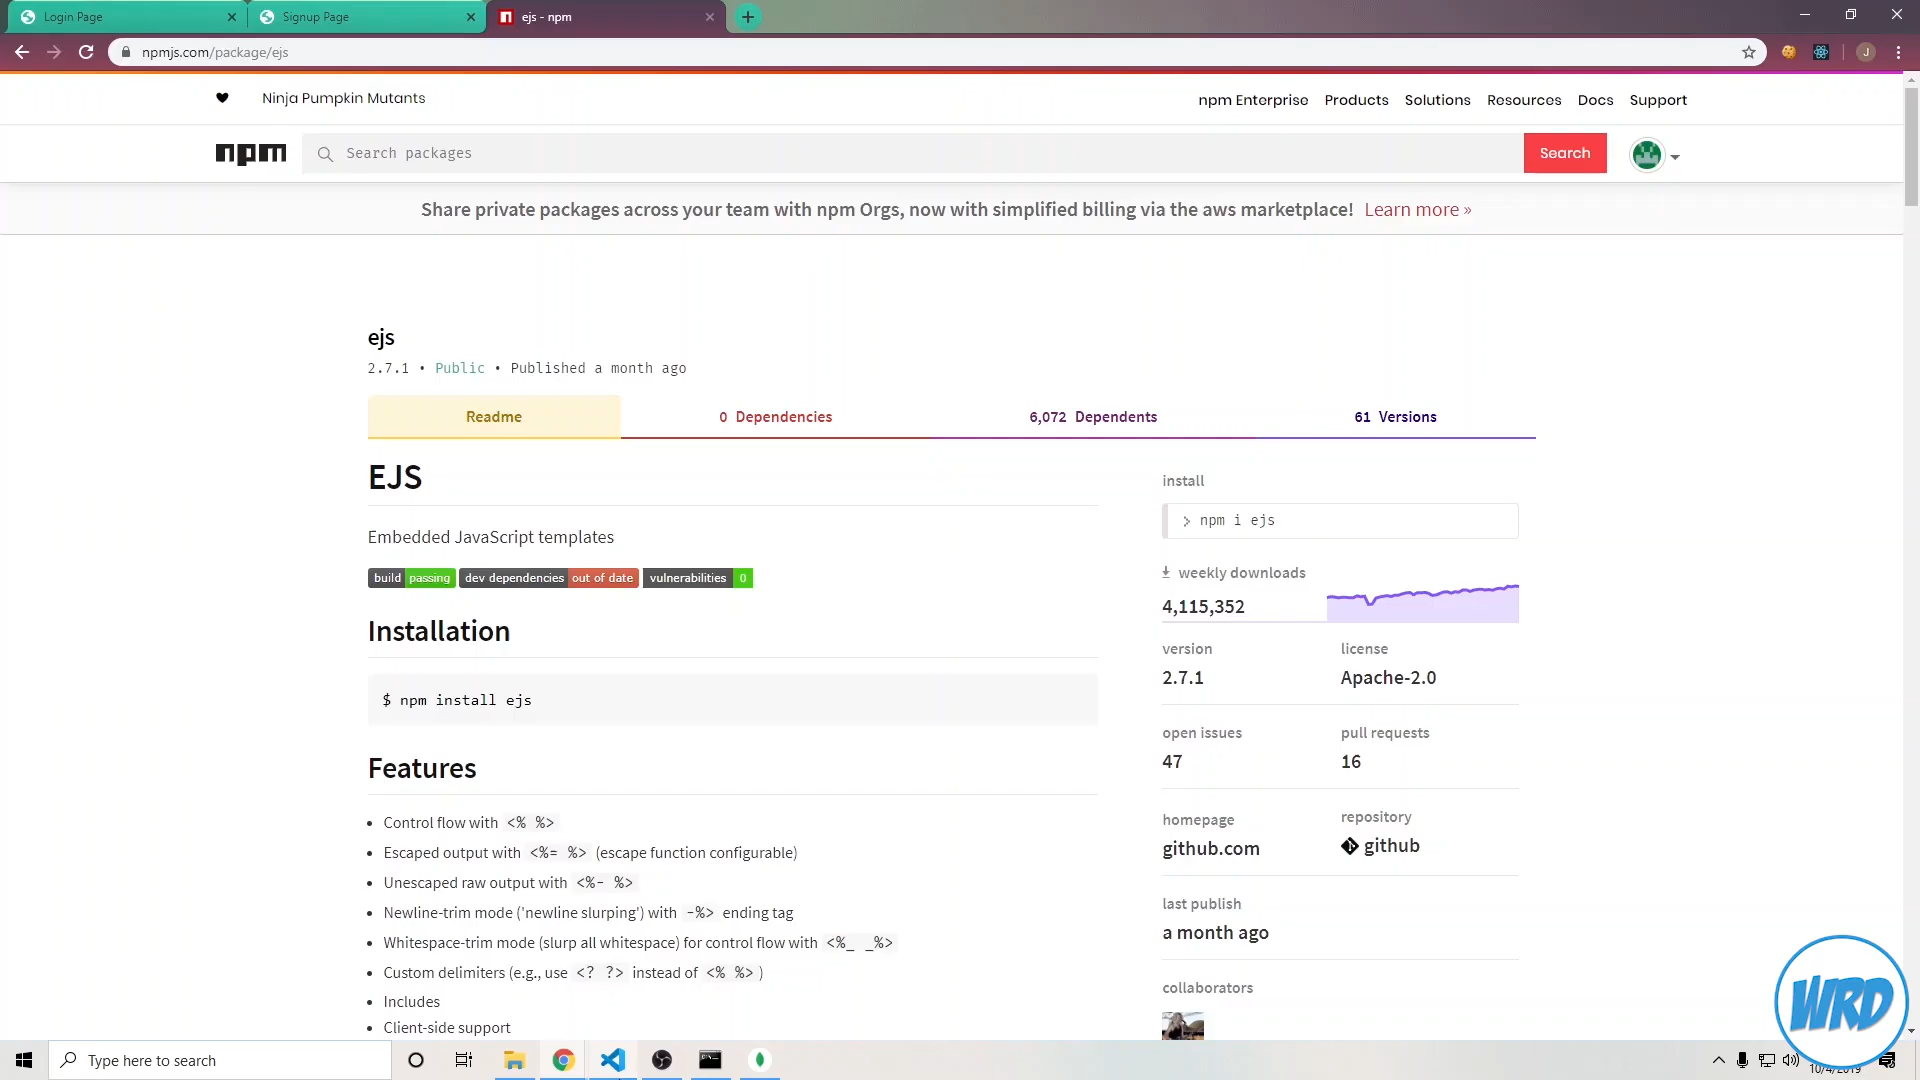 Login Page
Signup Page
ejs - npm
npmjs.com/package/ejs
J
Ninja Pumpkin Mutants
npm Enterprise Products Solutions Resources Docs Support
npm
Search packages
Search
Share private packages across your team with npm Orgs, now with simplified billing via the aws marketplace! Learn more »
ejs
2.7.1 • Public • Published a month ago
Readme
0 Dependencies
6,072 Dependents
61 Versions
EJS
Embedded JavaScript templates
build passing dev dependencies out of date vulnerabilities 0
Installation
$ npm install ejs
Features
• Control flow with <% %>
• Escaped output with <%= %> (escape function configurable)
• Unescaped raw output with <%- %>
• Newline-trim mode ('newline slurping') with -%> ending tag
• Whitespace-trim mode (slurp all whitespace) for control flow with <%_ _%>
• Custom delimiters (e.g., use <? ?> instead of <% %> )
• Includes
• Client-side support
install
> npm i ejs
weekly downloads
4,115,352
version
2.7.1
license
Apache-2.0
open issues
47
pull requests
16
homepage
github.com
repository
github
last publish
a month ago
collaborators
WRD
Type here to search
10/4/2019